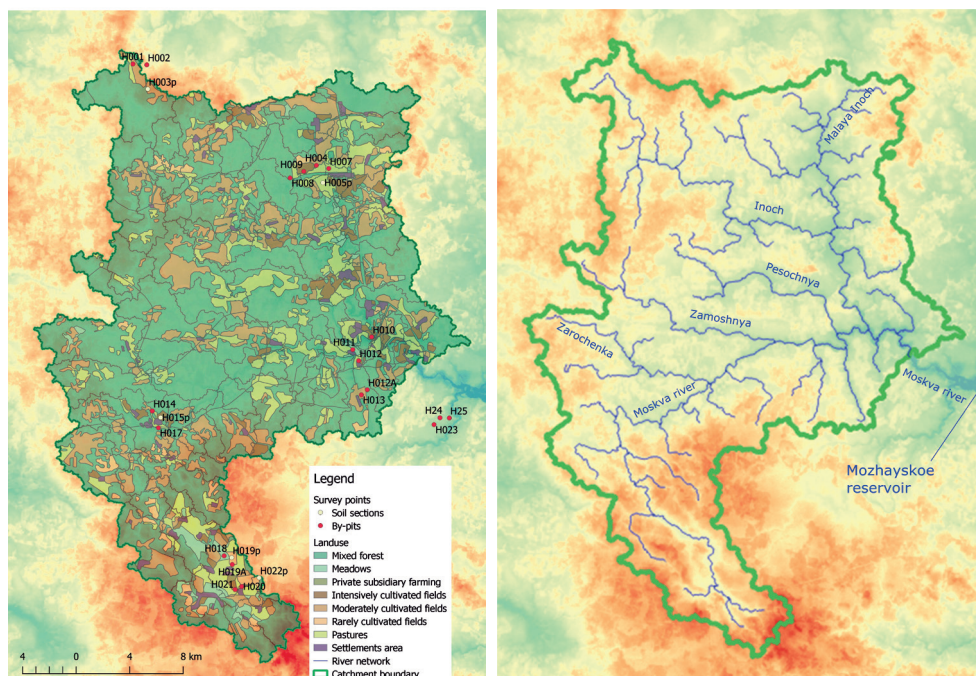 H001
H002
H003p
H004
H009
H007
H008
H005p
H010
H011
H012
H012A
H013
H014
H015p
H017
H24
H25
H023
H018
H019p
H019A
H022p
H021
H020
Legend
Survey points
Soil sections
By-pits
Landuse
Mixed forest
Meadows
Private subsidiary farming
Intensively cultivated fields
Moderately cultivated fields
Rarely cultivated fields
Pastures
Settlements area
River network
Catchment boundary
4 0 4 8 km
Malaya Inoch
Inoch
Pesochnya
Zamoshnya
Zarochenka
Moskva river
Moskva river
Mozhayskoe
reservoir